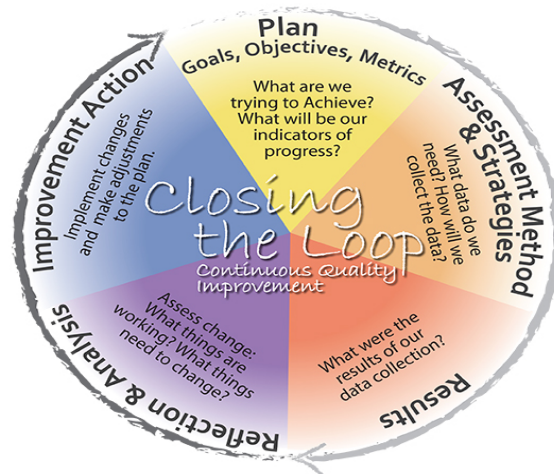 Plan
Goals, Objectives, Metrics
What are we
trying to Achieve?
What will be our
indicators of
progress?
Assessment Method
& Strategies
What data do we
need? How will we
collect the data?
Results
What were the
results of our
data collection?
Reflection & Analysis
Assess change:
What things are
working? What things
need to change?
Improvement Action
Implement changes
and make adjustments
to the plan.
Closing
the Loop
Continuous Quality
Improvement